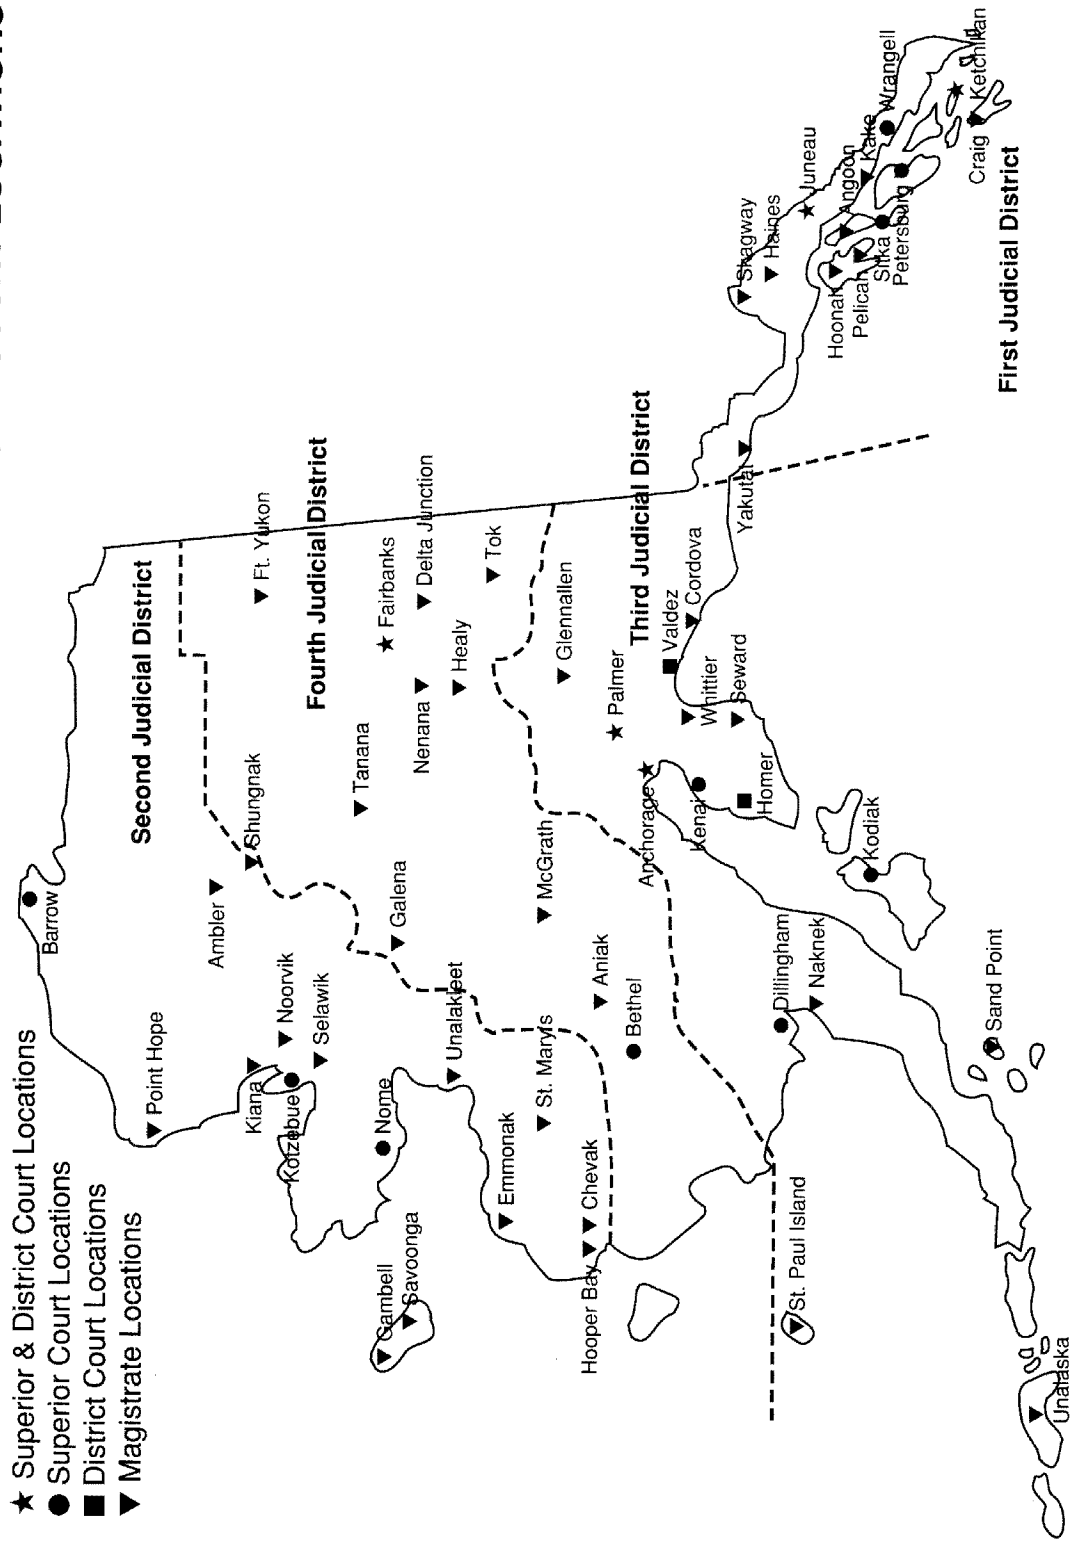 ★ Superior & District Court Locations
● Superior Court Locations
■ District Court Locations
▼ Magistrate Locations
Barrow
Point Hope
Second Judicial District
Ambler
Shungnak
Kiana
Noorvik
Kotzebue
Selawik
Ft. Yukon
Fourth Judicial District
Tanana
Fairbanks
Gambell
Savoonga
Nome
Galena
Nenana
Delta Junction
Unalakleet
Healy
Tok
Emmonak
St. Marys
McGrath
Glennallen
Hooper Bay
Chevak
Aniak
Bethel
Palmer
Third Judicial District
Anchorage
Valdez
Cordova
Kenai
Whittier
Seward
Homer
Yakutat
Skagway
Haines
Juneau
St. Paul Island
Dillingham
Naknek
Kodiak
Hoonah
Pelican
Angoon
Kake
Sitka
Petersburg
Wrangell
Craig
Ketchikan
Sand Point
First Judicial District
Unalaska